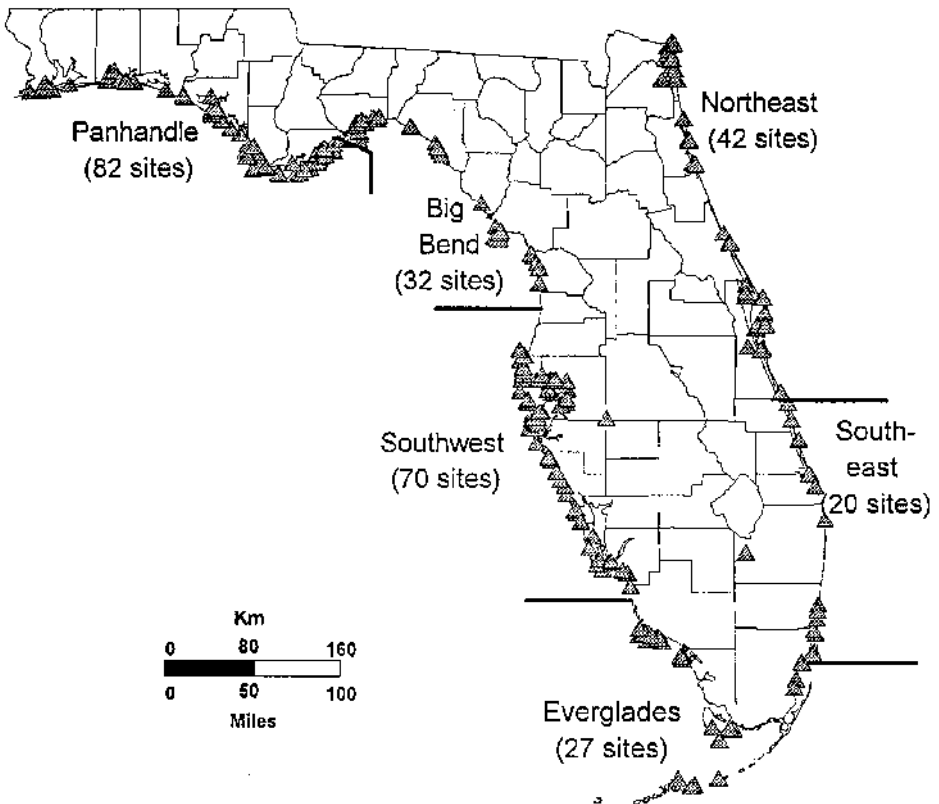 Panhandle
(82 sites)
Northeast
(42 sites)
Big
Bend
(32 sites)
Southwest
(70 sites)
South-
east
(20 sites)
Km
0 80 160
0 50 100
Miles
Everglades
(27 sites)